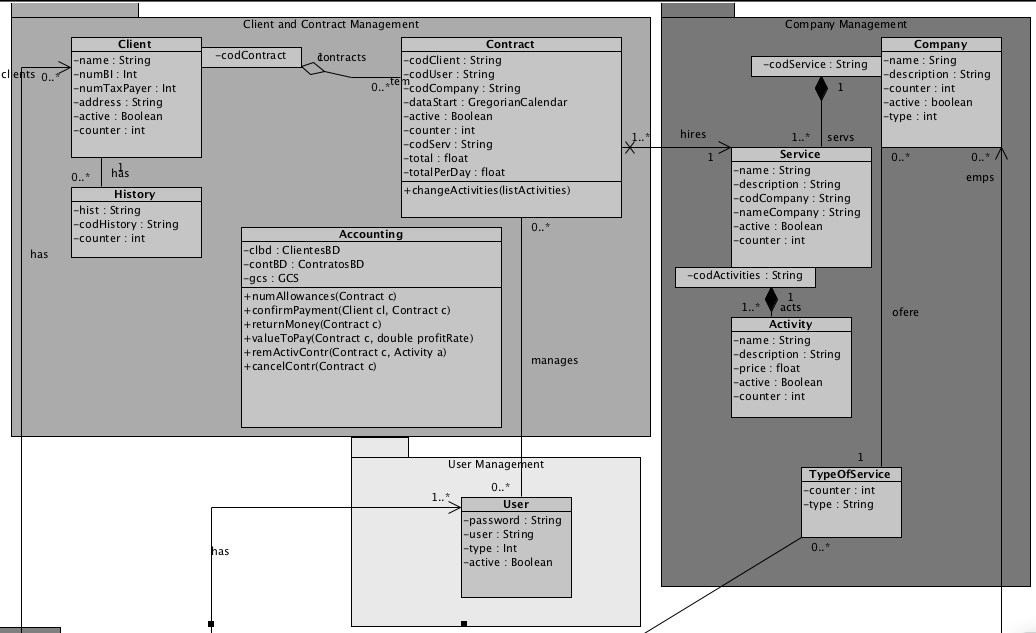 Client and Contract Management
Client
-name : String
-numBI : Int
-numTaxPayer : Int
-address : String
-active : Boolean
-counter : int
clients
0..*
-codContract
1
contracts
0..*
tem
Contract
-codClient : String
-codUser : String
-codCompany : String
-dataStart : GregorianCalendar
-active : Boolean
-counter : int
-codServ : String
-total : float
-totalPerDay : float
+changeActivities(listActivities)
1
has
0..*
History
-hist : String
-codHistory : String
-counter : int
has
Accounting
-clbd : ClientesBD
-contBD : ContratosBD
-gcs : GCS
+numAllowances(Contract c)
+confirmPayment(Client cl, Contract c)
+returnMoney(Contract c)
+valueToPay(Contract c, double profitRate)
+remActivContr(Contract c, Activity a)
+cancelContr(Contract c)
0..*
manages
0..*
1..*
hires
1
Company Management
-codService : String
1
1..*
servs
Company
-name : String
-description : String
-counter : int
-active : boolean
-type : int
0..*
0..*
emps
Service
-name : String
-description : String
-codCompany : String
-nameCompany : String
-active : Boolean
-counter : int
-codActivities : String
1
1..*
acts
Activity
-name : String
-description : String
-price : float
-active : Boolean
-counter : int
ofere
1
TypeOfService
-counter : int
-type : String
0..*
User Management
1..*
User
-password : String
-user : String
-type : Int
-active : Boolean
has